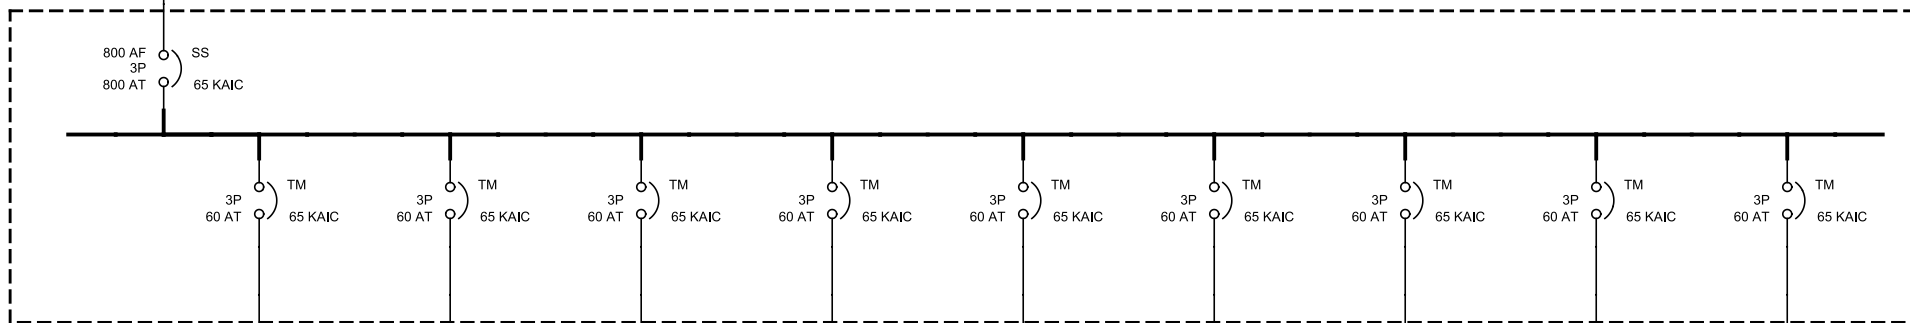 800 AF SS
3P
800 AT 65 KAIC
TM TM TM TM TM TM TM TM TM
3P 3P 3P 3P 3P 3P 3P 3P 3P
60 AT 65 KAIC 60 AT 65 KAIC 60 AT 65 KAIC 60 AT 65 KAIC 60 AT 65 KAIC 60 AT 65 KAIC 60 AT 65 KAIC 60 AT 65 KAIC 60 AT 65 KAIC